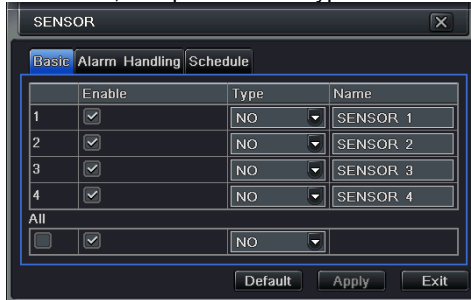 SENSOR
Basic Alarm Handling Schedule
Enable Type Name
1 NO SENSOR 1
2 NO SENSOR 2
3 NO SENSOR 3
4 NO SENSOR 4
All
NO
Default Apply Exit